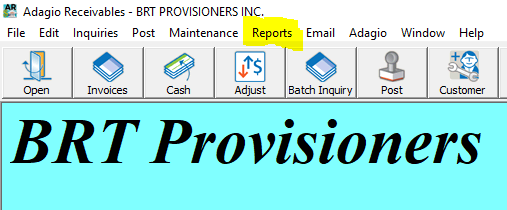 AR Adagio Receivables - BRT PROVISIONERS INC.
File Edit Inquiries Post Maintenance Reports Email Adagio Window Help
Open Invoices Cash Adjust Batch Inquiry Post Customer
BRT Provisioners